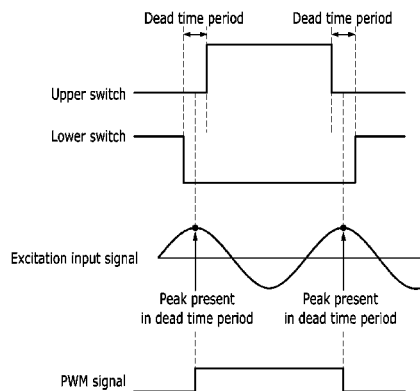 Dead time period
Dead time period
Upper switch
Lower switch
Excitation input signal
Peak present
in dead time period
Peak present
in dead time period
PWM signal